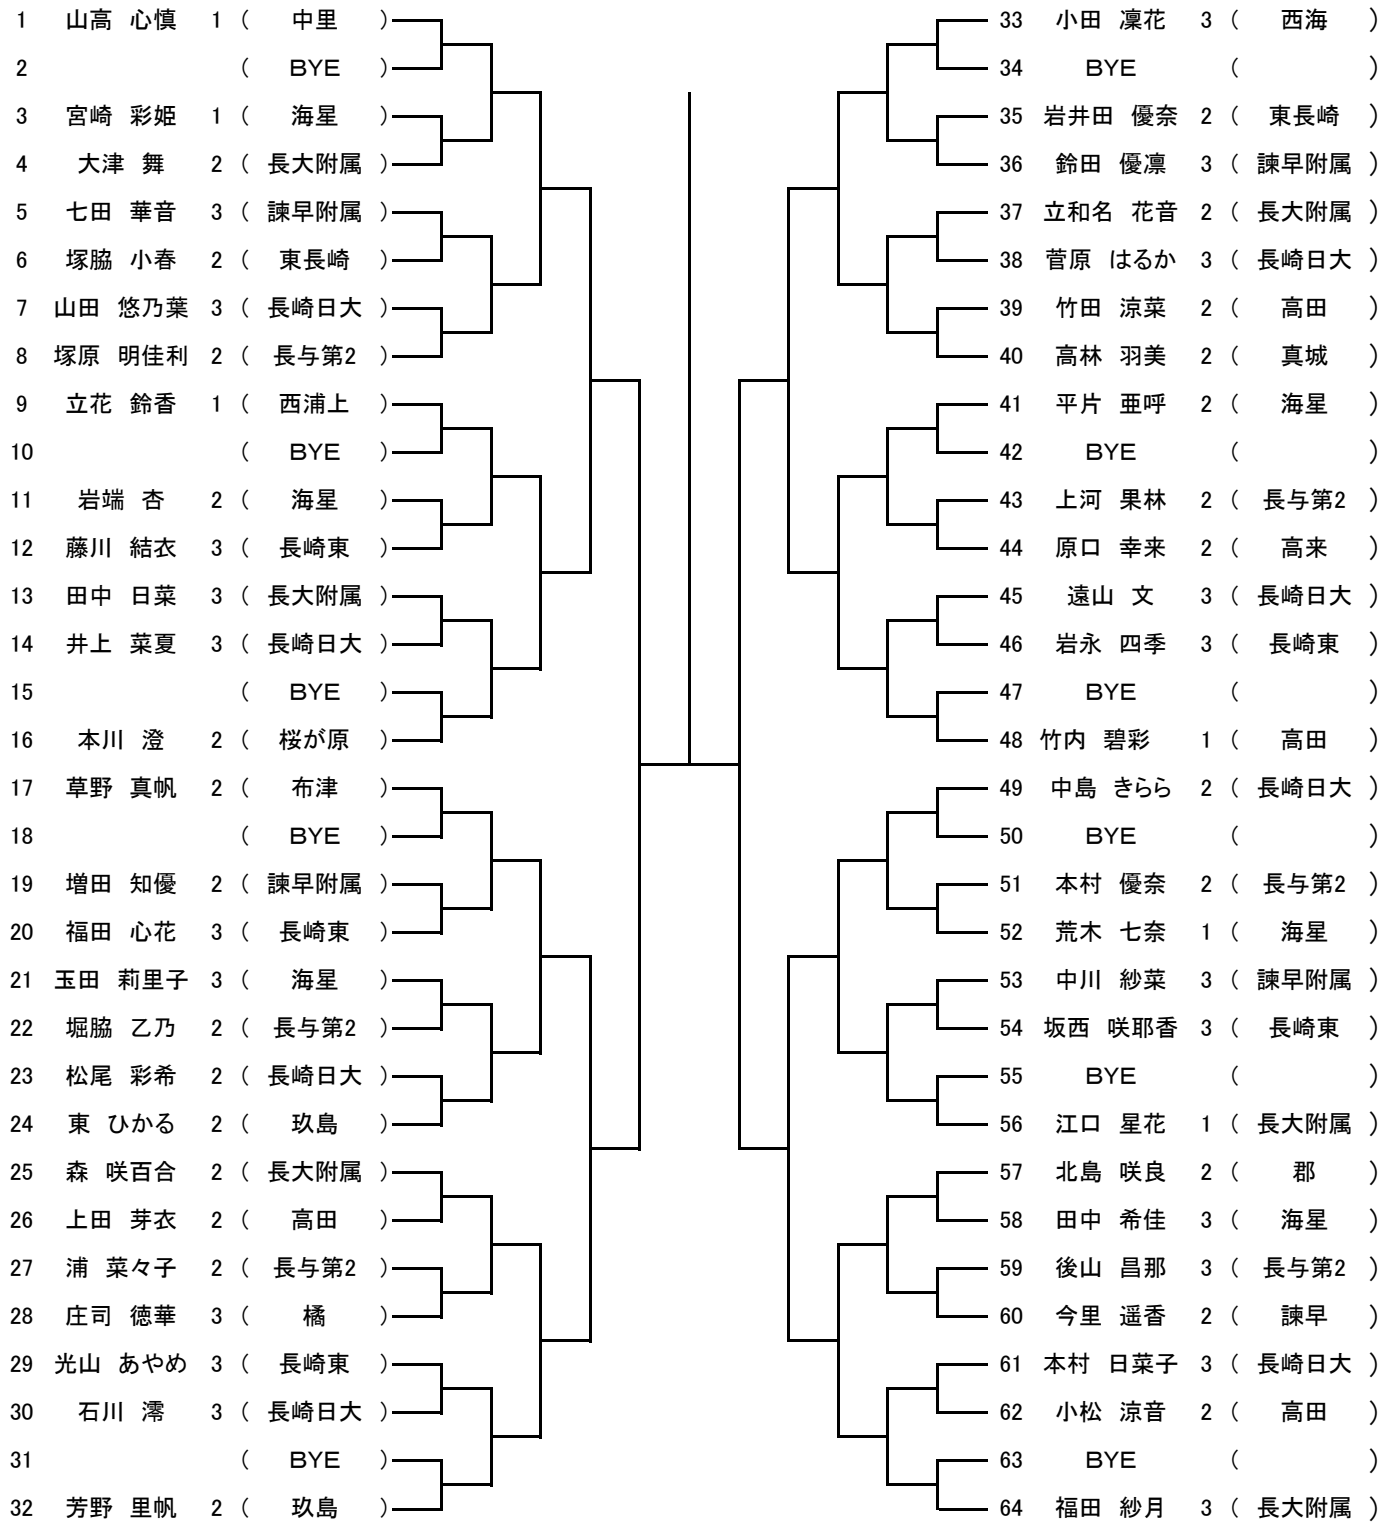 1 山高 心慎 1 ( 中里 )
2 ( BYE )
3 宮崎 彩姫 1 ( 海星 )
4 大津 舞 2 ( 長大附属 )
5 七田 華音 3 ( 諫早附属 )
6 塚脇 小春 2 ( 東長崎 )
7 山田 悠乃葉 3 ( 長崎日大 )
8 塚原 明佳利 2 ( 長与第2 )
9 立花 鈴香 1 ( 西浦上 )
10 ( BYE )
11 岩端 杏 2 ( 海星 )
12 藤川 結衣 3 ( 長崎東 )
13 田中 日菜 3 ( 長大附属 )
14 井上 菜夏 3 ( 長崎日大 )
15 ( BYE )
16 本川 澄 2 ( 桜が原 )
17 草野 真帆 2 ( 布津 )
18 ( BYE )
19 増田 知優 2 ( 諫早附属 )
20 福田 心花 3 ( 長崎東 )
21 玉田 莉里子 3 ( 海星 )
22 堀脇 乙乃 2 ( 長与第2 )
23 松尾 彩希 2 ( 長崎日大 )
24 東 ひかる 2 ( 玖島 )
25 森 咲百合 2 ( 長大附属 )
26 上田 芽衣 2 ( 高田 )
27 浦 菜々子 2 ( 長与第2 )
28 庄司 徳華 3 ( 橘 )
29 光山 あやめ 3 ( 長崎東 )
30 石川 澪 3 ( 長崎日大 )
31 ( BYE )
32 芳野 里帆 2 ( 玖島 )
33 小田 凜花 3 ( 西海 )
34 BYE ( )
35 岩井田 優奈 2 ( 東長崎 )
36 鈴田 優凛 3 ( 諫早附属 )
37 立和名 花音 2 ( 長大附属 )
38 菅原 はるか 3 ( 長崎日大 )
39 竹田 涼菜 2 ( 高田 )
40 高林 羽美 2 ( 真城 )
41 平片 亜呼 2 ( 海星 )
42 BYE ( )
43 上河 果林 2 ( 長与第2 )
44 原口 幸来 2 ( 高来 )
45 遠山 文 3 ( 長崎日大 )
46 岩永 四季 3 ( 長崎東 )
47 BYE ( )
48 竹内 碧彩 1 ( 高田 )
49 中島 きらら 2 ( 長崎日大 )
50 BYE ( )
51 本村 優奈 2 ( 長与第2 )
52 荒木 七奈 1 ( 海星 )
53 中川 紗菜 3 ( 諫早附属 )
54 坂西 咲耶香 3 ( 長崎東 )
55 BYE ( )
56 江口 星花 1 ( 長大附属 )
57 北島 咲良 2 ( 郡 )
58 田中 希佳 3 ( 海星 )
59 後山 昌那 3 ( 長与第2 )
60 今里 遥香 2 ( 諫早 )
61 本村 日菜子 3 ( 長崎日大 )
62 小松 涼音 2 ( 高田 )
63 BYE ( )
64 福田 紗月 3 ( 長大附属 )